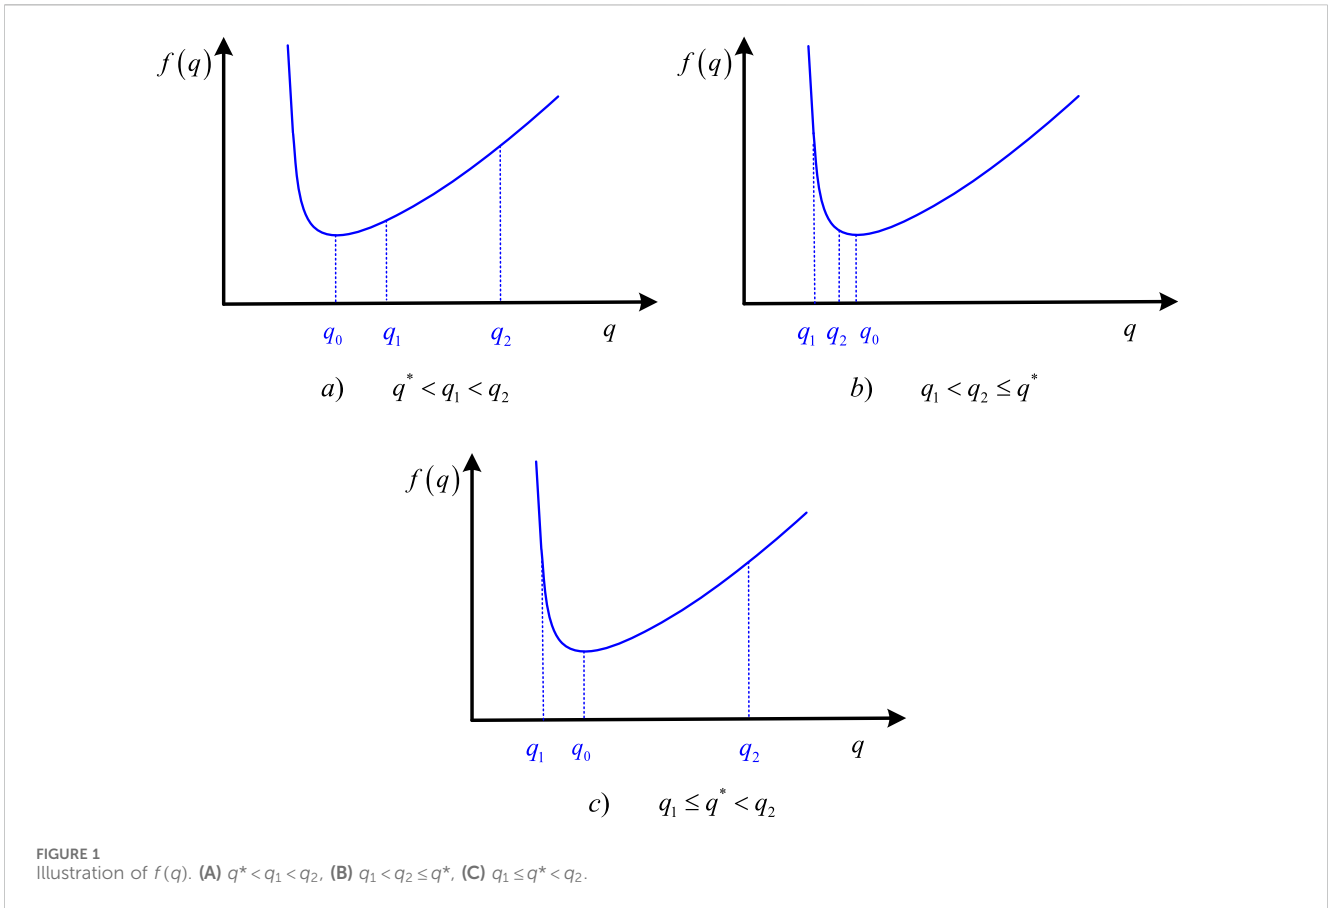 f(q)
q₀ q₁ q₂ q
a) q* < q₁ < q₂
f(q)
q₁ q₂ q₀ q
b) q₁ < q₂ ≤ q*
f(q)
q₁ q₀ q₂ q
c) q₁ ≤ q* < q₂
FIGURE 1
Illustration of f(q). (A) q* < q₁ < q₂, (B) q₁ < q₂ ≤ q*, (C) q₁ ≤ q* < q₂.